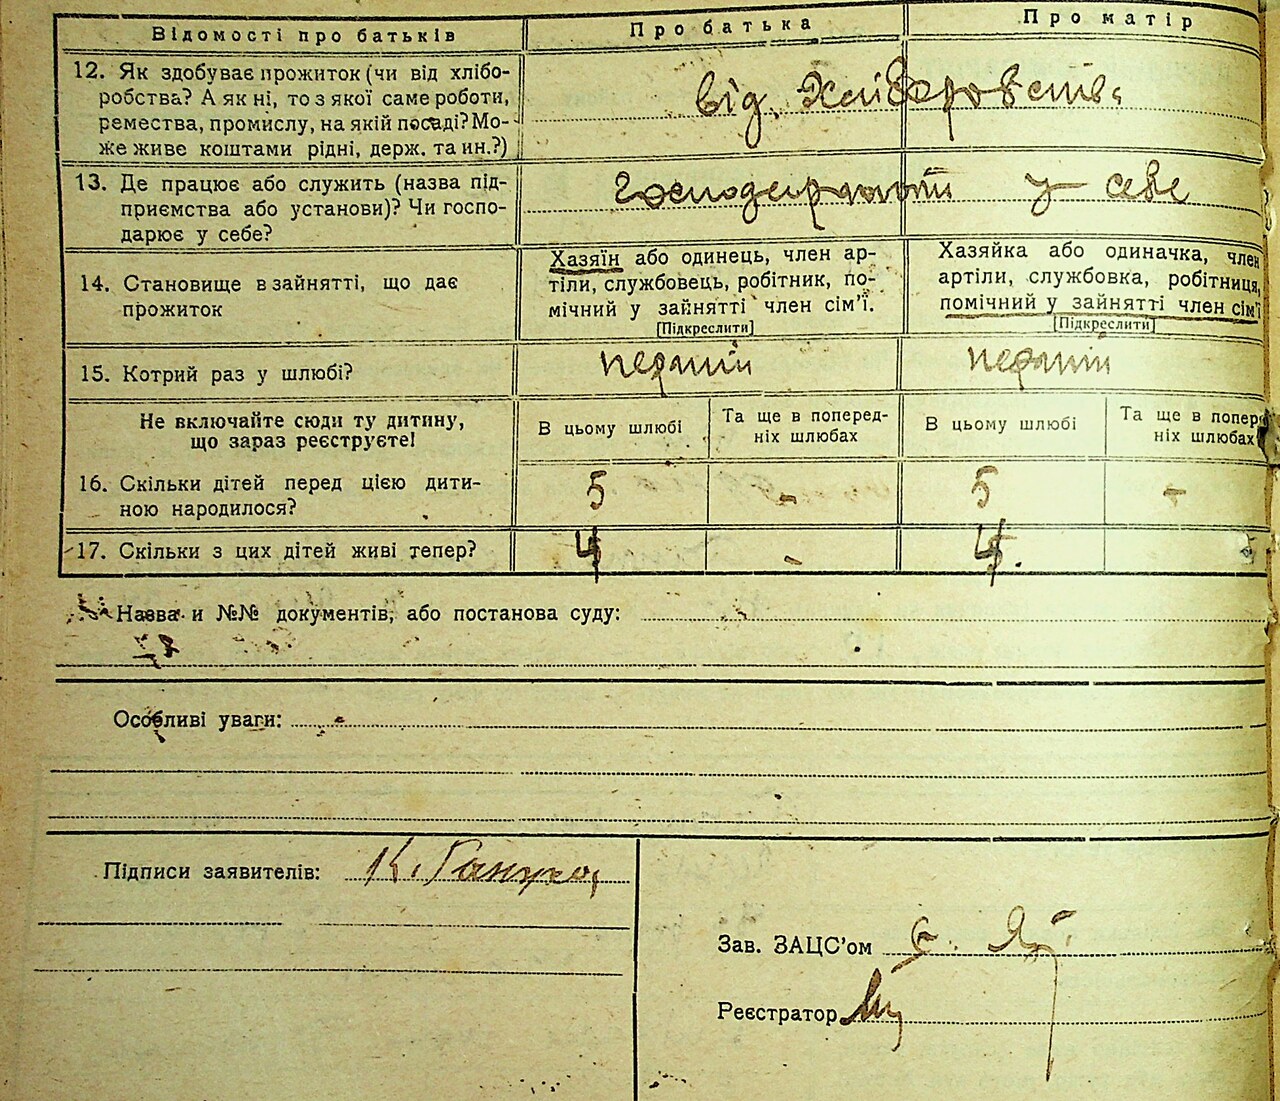 Відомості про батьків
Про батька
Про матір
12. Як здобуває прожиток (чи від хлібо-
робства? А як ні, то з якої саме роботи,
ремества, промислу, на якій посаді? Мо-
же живе коштами рідні, держ. та ин.?)
від Хліборобства
13. Де працює або служить (назва під-
приємства або установи)? Чи госпо-
дарює у себе?
Господарюють у себе
14. Становище в зайнятті, що дає
прожиток
Хазяїн або одинець, член ар-
тіли, службовець, робітник, по-
мічний у зайнятті член сім’ї.
[Підкреслити]
Хазяйка або одиначка, член
артіли, службовка, робітниця,
помічний у зайнятті член сім’ї
[Підкреслити]
15. Котрий раз у шлюбі?
перший
перший
Не включайте сюди ту дитину,
що зараз реєструєте!
В цьому шлюбі
Та ще в поперед-
ніх шлюбах
В цьому шлюбі
Та ще в попер
ніх шлюбах
16. Скільки дітей перед цією дити-
ною народилося?
5
-
5
-
17. Скільки з цих дітей живі тепер?
4
-
4.
Назва и №№ документів, або постанова суду:
Особливі уваги:
-
Підписи заявителів:
К.
Зав. ЗАЦС’ом
Реєстратор